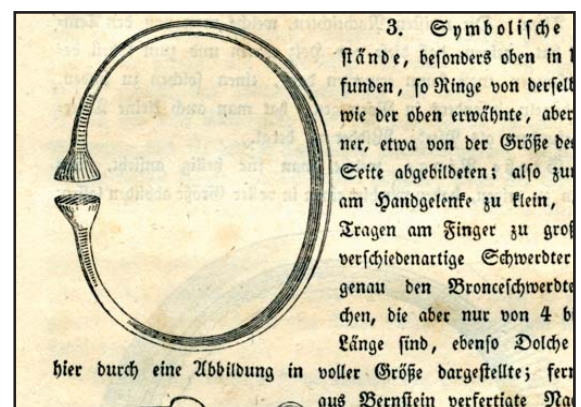 3. Symbolische
stände, besonders oben in
funden, so Ringe von derselb
wie der oben erwähnte, aber
ner, etwa von der Größe des
Seite abgebildeten; also zur
am Handgelenke zu klein,
Tragen am Finger zu groß
verschiedenartige Schwerdter
genau den Bronceschwerdte
chen, die aber nur von 4 b
Länge sind, ebenso Dolche
hier durch eine Abbildung in voller Größe dargestellte; fern
aus Bernstein verfertigte Nac